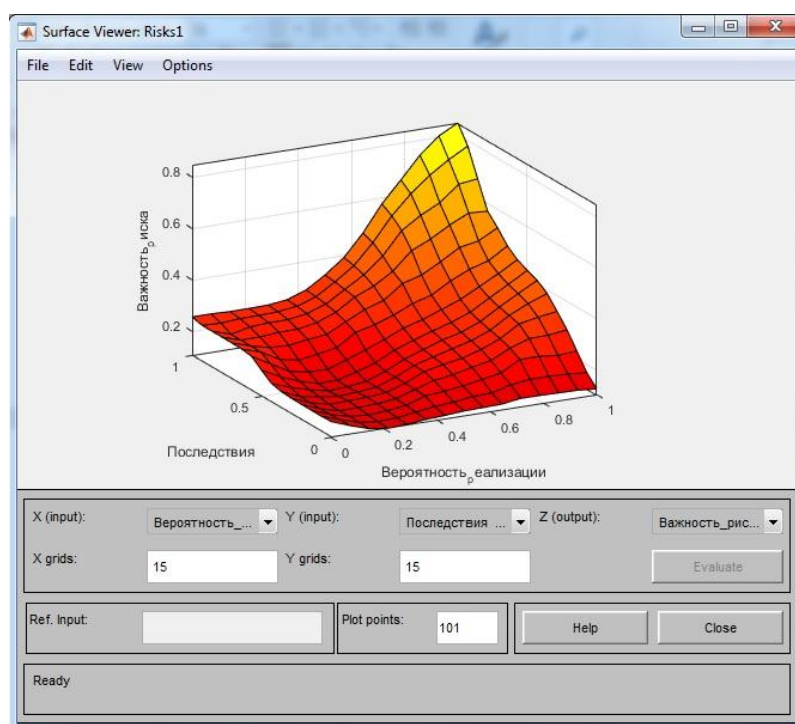 Surface Viewer: Risks1
File Edit View Options
0.8
0.6
0.4
0.2
Важность_риска
1
0.5
0
Последствия
0 0.2 0.4 0.6 0.8 1
Вероятность_реализации
X (input): Вероятность_... Y (input): Последствия ... Z (output): Важность_рис...
X grids: 15 Y grids: 15 Evaluate
Ref. Input: Plot points: 101 Help Close
Ready